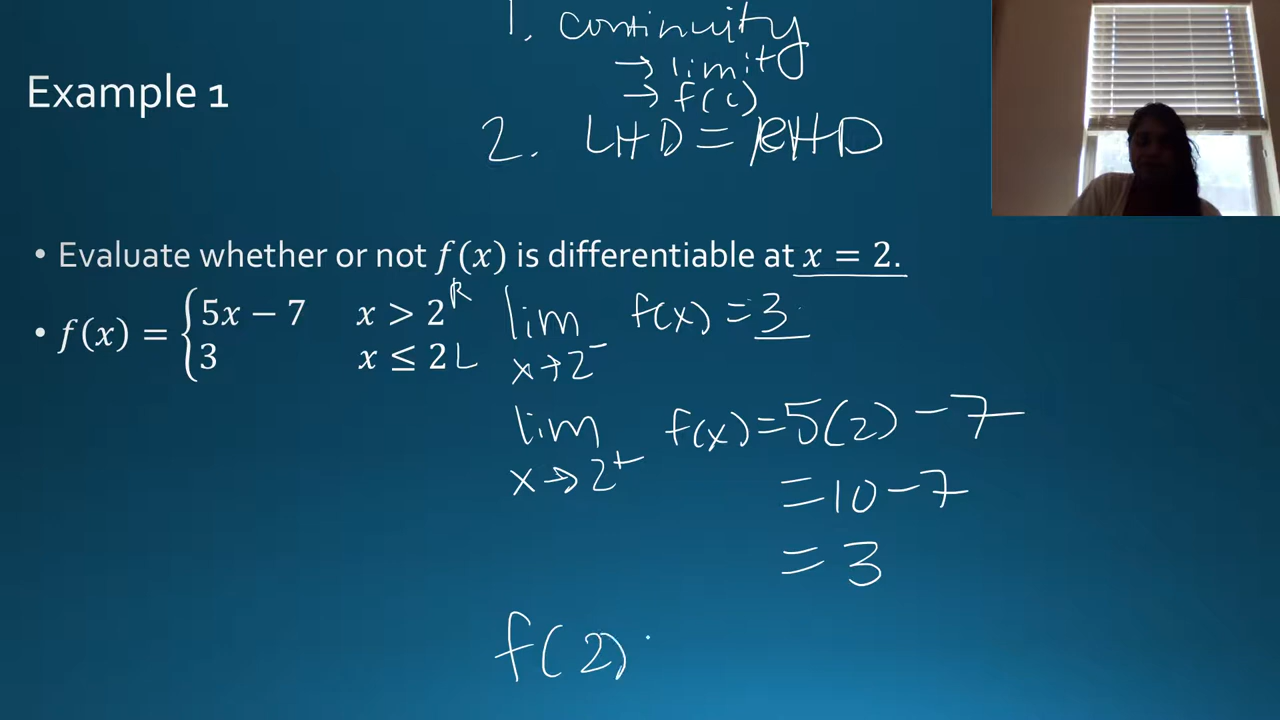 1. continuity
→ limit
→ f(c)
Example 1
2. LHD = RHD
• Evaluate whether or not f(x) is differentiable at x = 2.
• f(x) = { 5x − 7 x > 2 R
3 x ≤ 2 L
lim x→2⁻ f(x) = 3
lim x→2⁺ f(x) = 5(2) − 7
= 10 − 7
= 3
f(2)